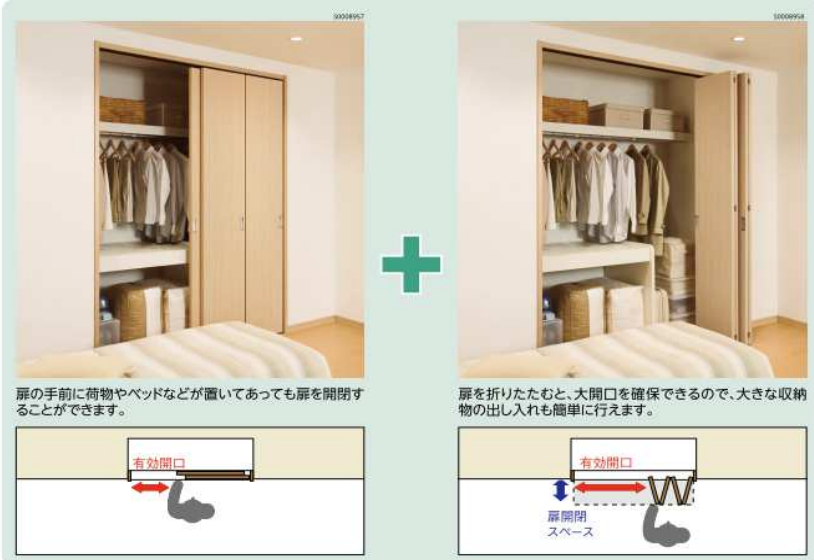 S0008957
S0008958
扉の手前に荷物やベッドなどが置いてあっても扉を開閉す
ることができます。
扉を折りたたむと、大開口を確保できるので、大きな収納
物の出し入れも簡単に行えます。
有効開口
有効開口
扉開閉
スペース